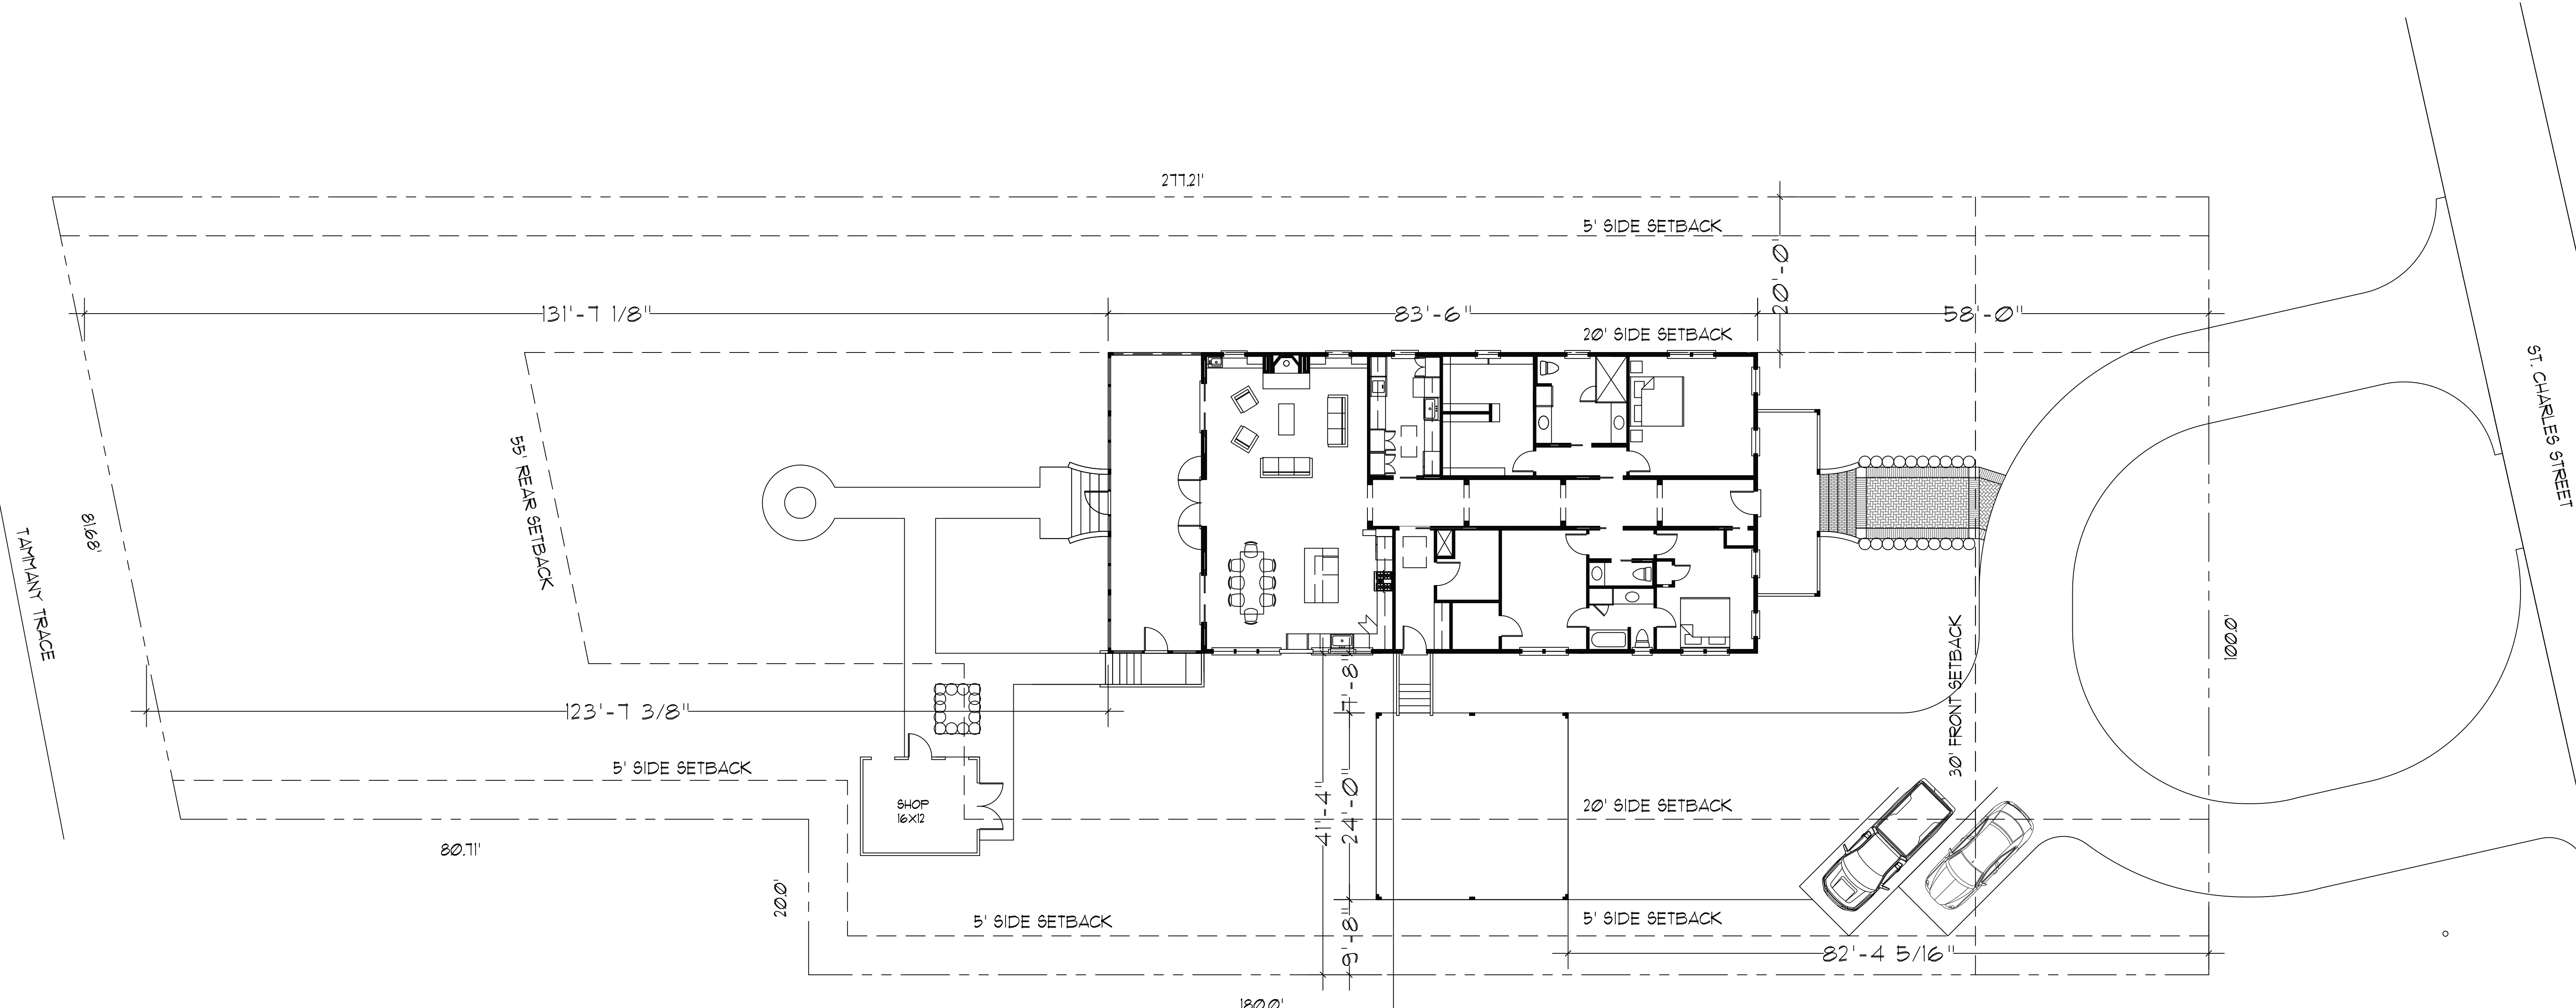 277.21'
5' SIDE SETBACK
20'-0"
131'-7 1/8"
83'-6"
58'-0"
20' SIDE SETBACK
ST. CHARLES STREET
55' REAR SETBACK
81.68'
TAMMANY TRACE
100.0'
30' FRONT SETBACK
7'-8"
123'-7 3/8"
5' SIDE SETBACK
SHOP
16X12
41'-4"
24'-0"
20' SIDE SETBACK
80.71'
20.0'
5' SIDE SETBACK
9'-8"
5' SIDE SETBACK
82'-4 5/16"
180.0'